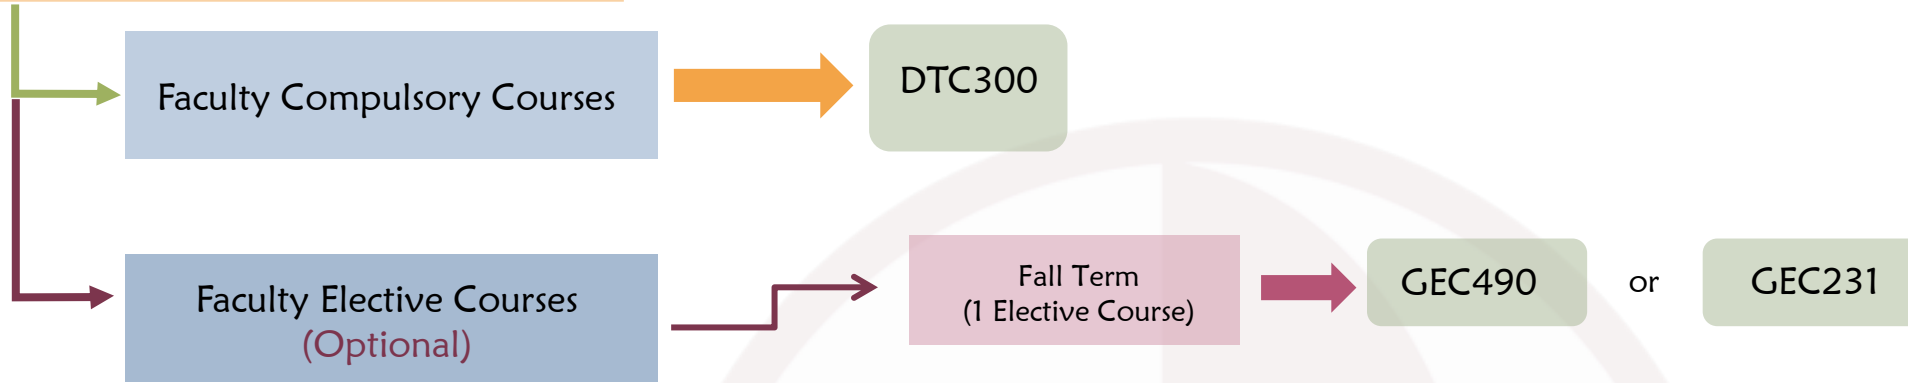 Faculty Compulsory Courses
DTC300
Faculty Elective Courses
(Optional)
Fall Term
(1 Elective Course)
GEC490
or
GEC231